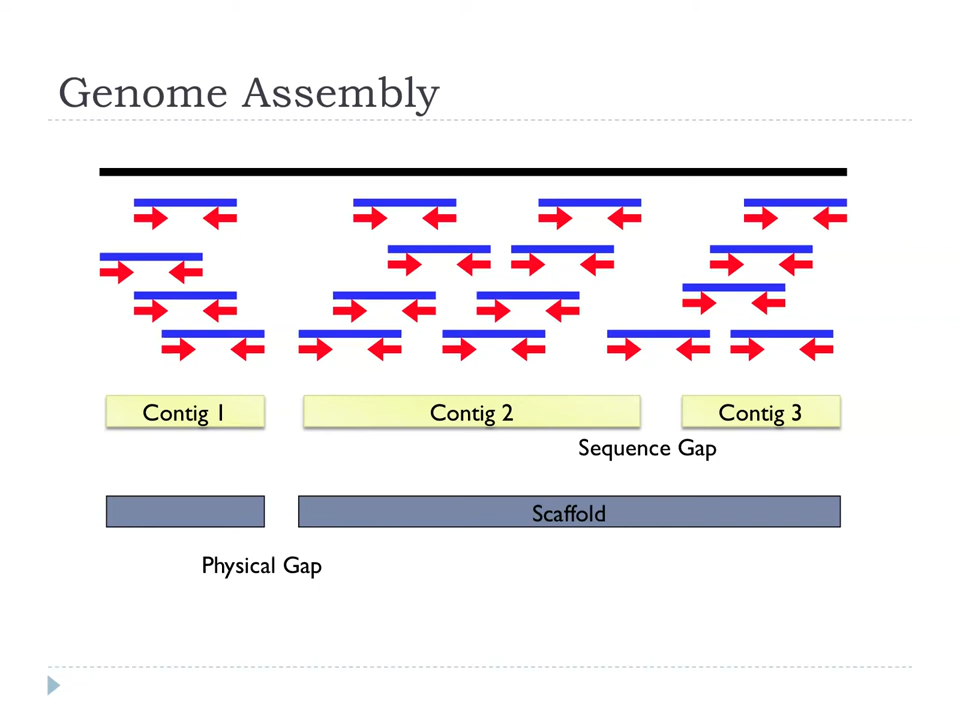 Genome Assembly
Contig 1
Contig 2
Contig 3
Sequence Gap
Scaffold
Physical Gap